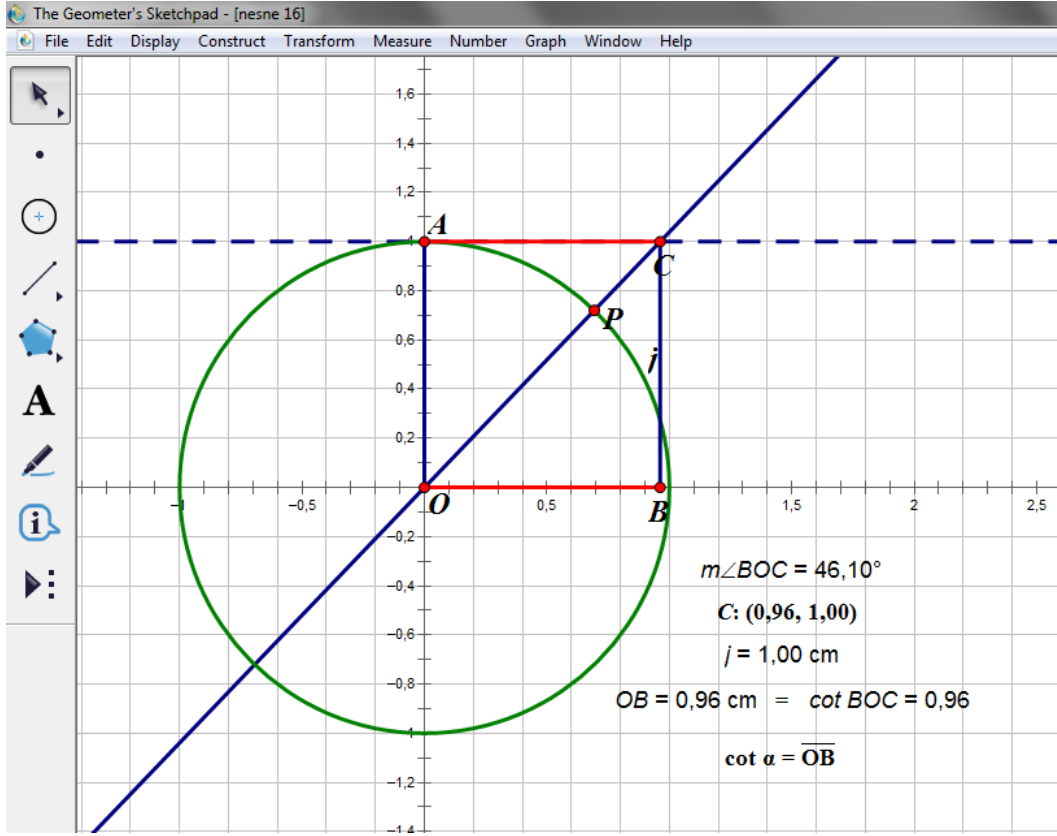 The Geometer's Sketchpad - [nesne 16]
File Edit Display Construct Transform Measure Number Graph Window Help
1,6
1,4
1,2
A
1
C
0,8
P
0,6
j
0,4
A
0,2
−1 −0,5 O 0,5 B 1,5 2 2,5
−0,2
m∠BOC = 46,10°
−0,4
C: (0,96, 1,00)
−0,6
j = 1,00 cm
−0,8
OB = 0,96 cm = cot BOC = 0,96
−1
cot α = O̅B̅
−1,2
−1,4